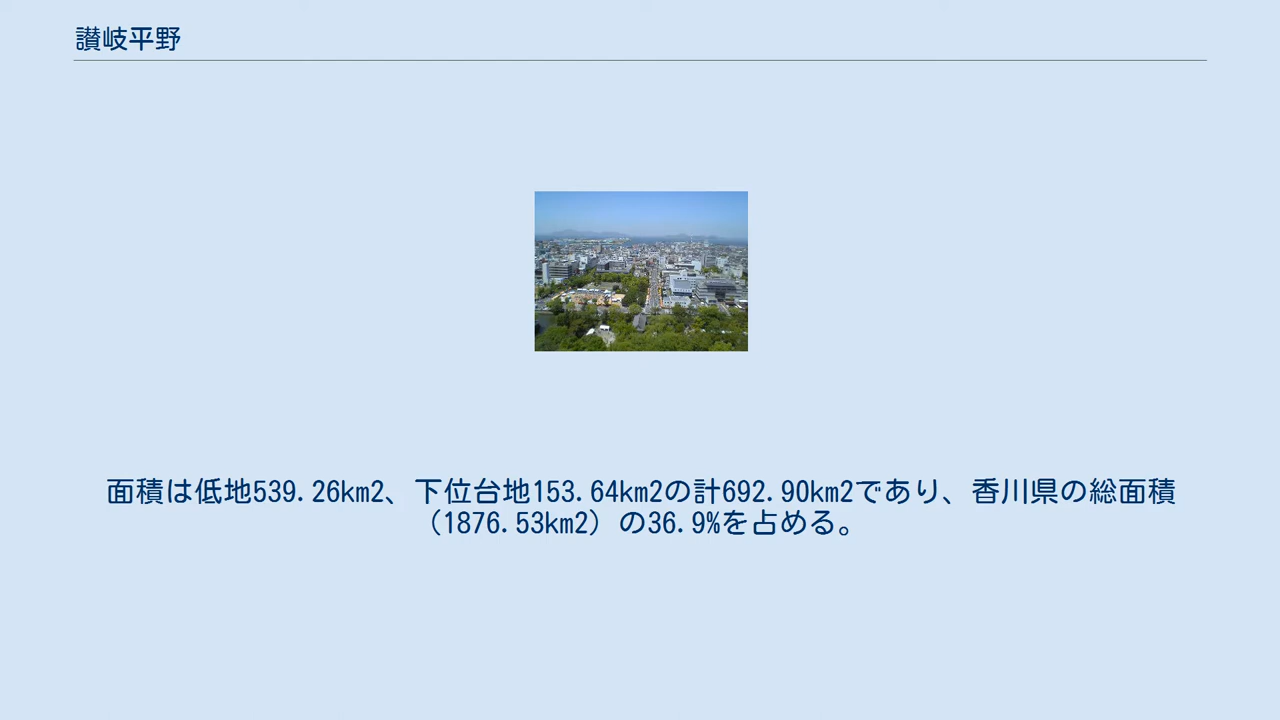 讃岐平野
面積は低地539.26km2、下位台地153.64km2の計692.90km2であり、香川県の総面積
（1876.53km2）の36.9%を占める。